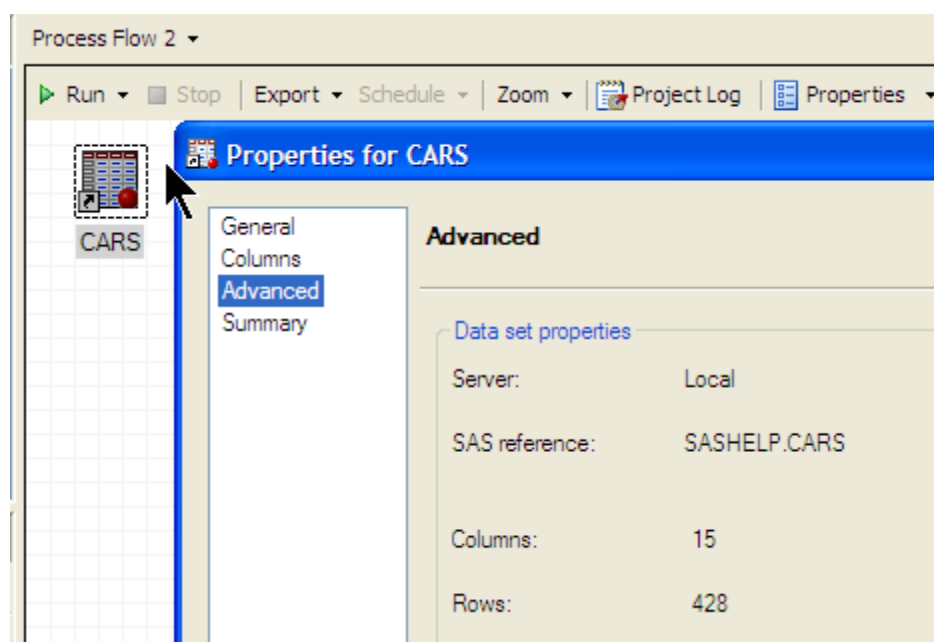 Process Flow 2
Run Stop Export Schedule Zoom Project Log Properties
Properties for CARS
CARS
General
Columns
Advanced
Summary
Advanced
Data set properties
Server: Local
SAS reference: SASHELP.CARS
Columns: 15
Rows: 428